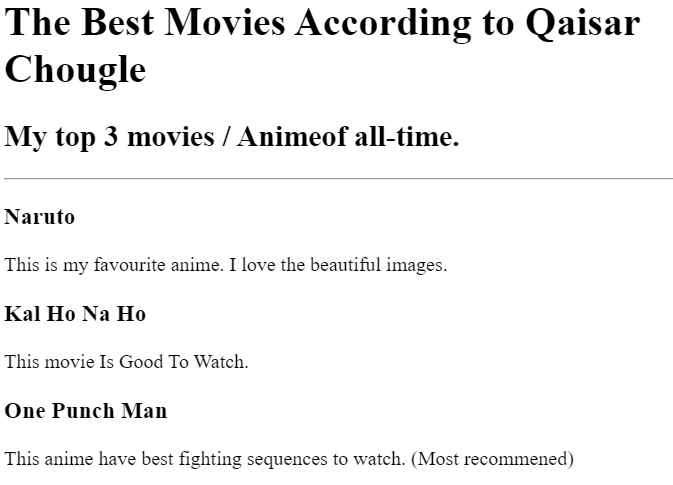 The Best Movies According to Qaisar
Chougle
My top 3 movies / Animeof all-time.
Naruto
This is my favourite anime. I love the beautiful images.
Kal Ho Na Ho
This movie Is Good To Watch.
One Punch Man
This anime have best fighting sequences to watch. (Most recommened)